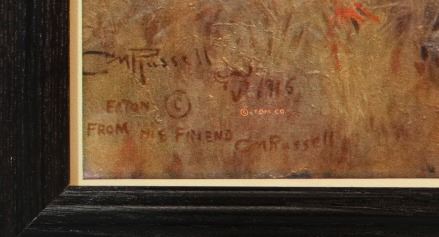 CMRussell
1916
EATON ©
FROM HIS FRIEND CMRussell